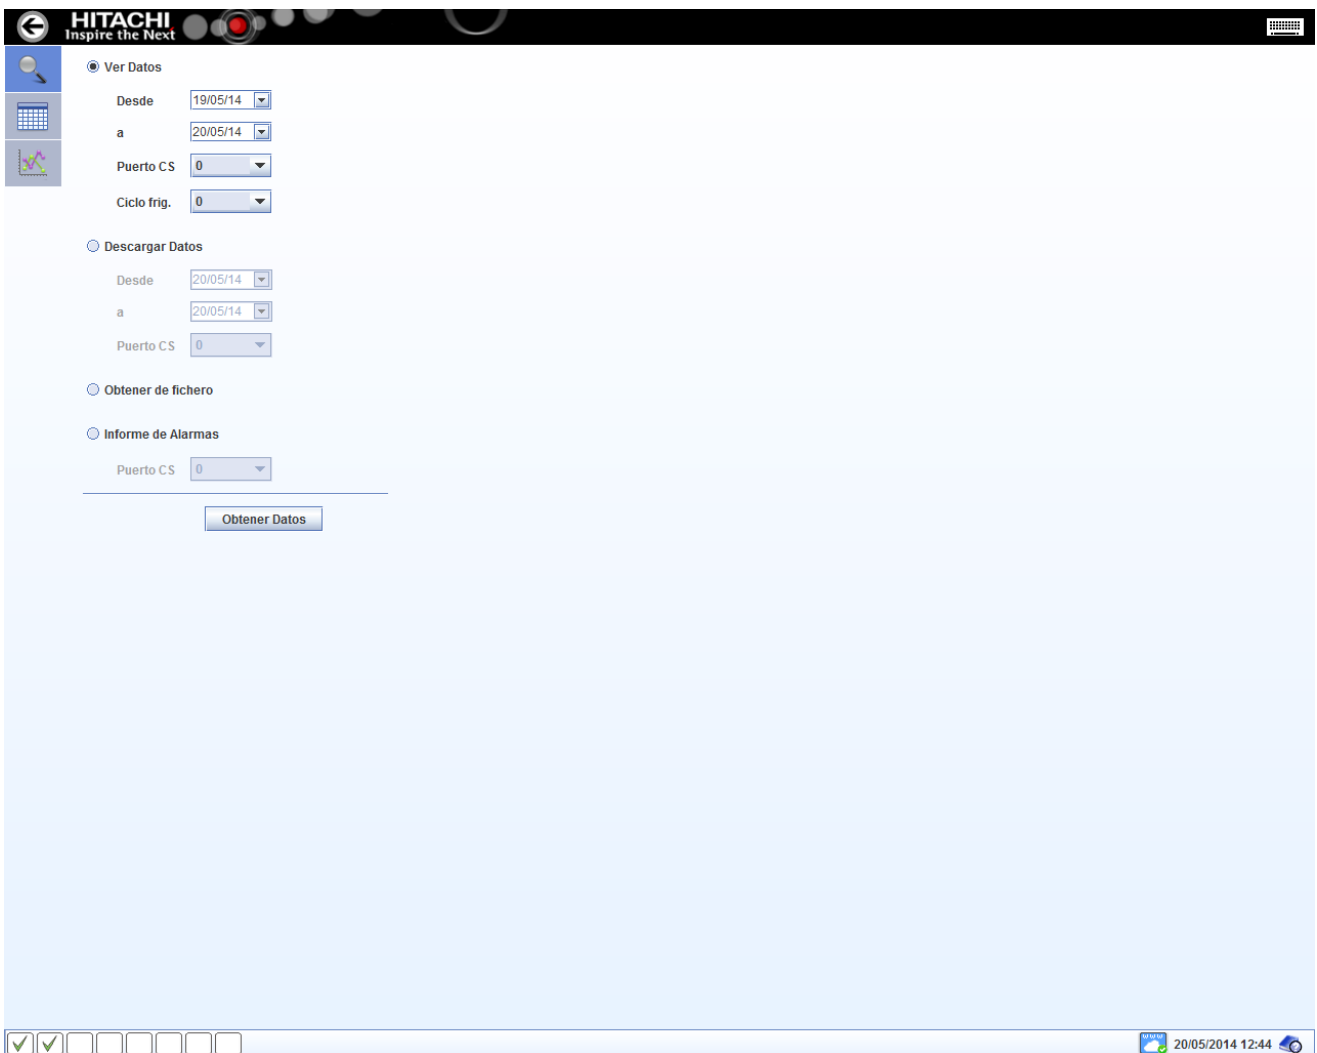 HITACHI
Inspire the Next
Ver Datos
Desde 19/05/14
a 20/05/14
Puerto CS 0
Ciclo frig. 0
Descargar Datos
Desde 20/05/14
a 20/05/14
Puerto CS 0
Obtener de fichero
Informe de Alarmas
Puerto CS 0
Obtener Datos
www 20/05/2014 12:44